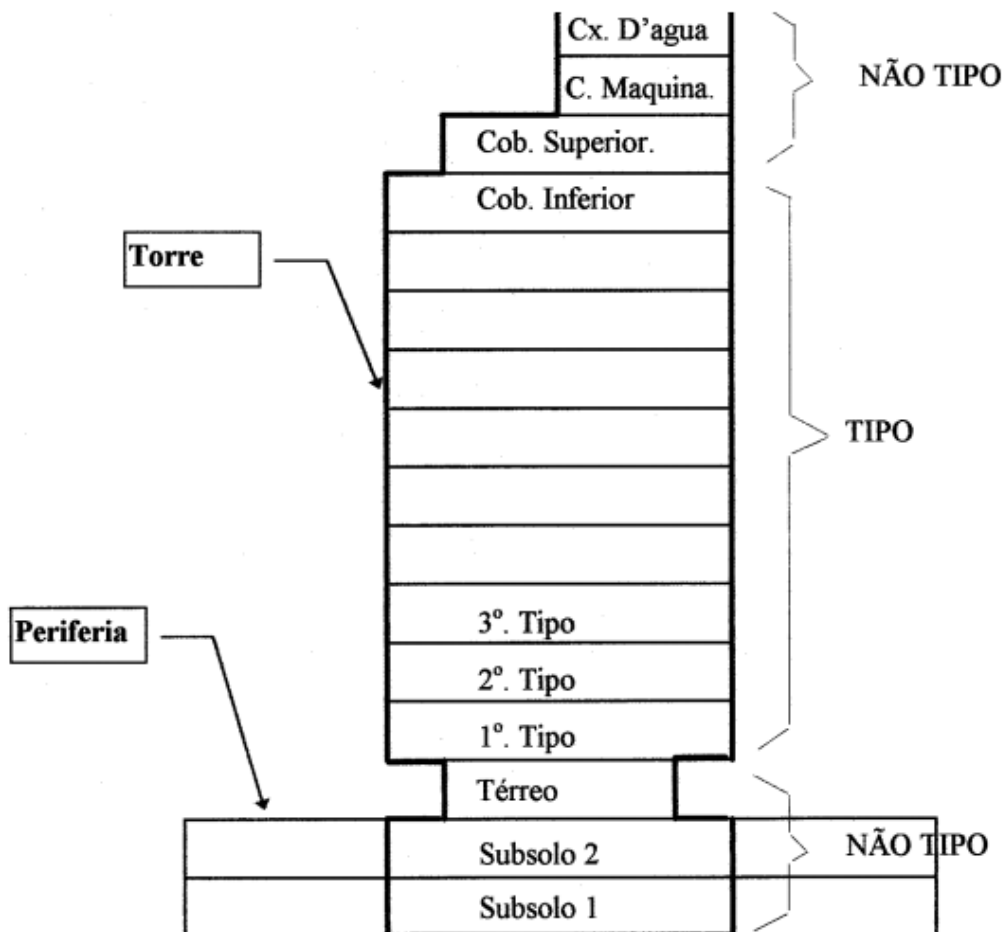 Cx. D'agua
C. Maquina.
NÃO TIPO
Cob. Superior.
Cob. Inferior
Torre
TIPO
3º. Tipo
Periferia
2º. Tipo
1º. Tipo
Térreo
Subsolo 2
NÃO TIPO
Subsolo 1